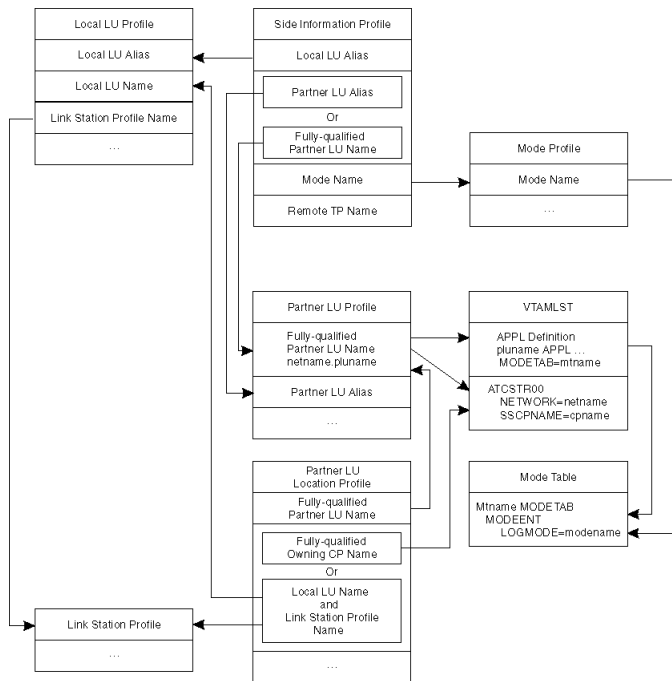 Local LU Profile
Local LU Alias
Local LU Name
Link Station Profile Name
...
Side Information Profile
Local LU Alias
Partner LU Alias
Or
Fully-qualified
Partner LU Name
Mode Name
Remote TP Name
Mode Profile
Mode Name
...
Partner LU Profile
Fully-qualified
Partner LU Name
netname.pluname
Partner LU Alias
...
VTAMLST
APPL Definition
pluname APPL ...
MODETAB=mtname
ATCSTR00
NETWORK=netname
SSCPNAME=cpname
Partner LU
Location Profile
Fully-qualified
Partner LU Name
Fully-qualified
Owning CP Name
Or
Local LU Name
and
Link Station Profile
Name
...
Mode Table
Mtname MODETAB
MODEENT
LOGMODE=modename
Link Station Profile
...